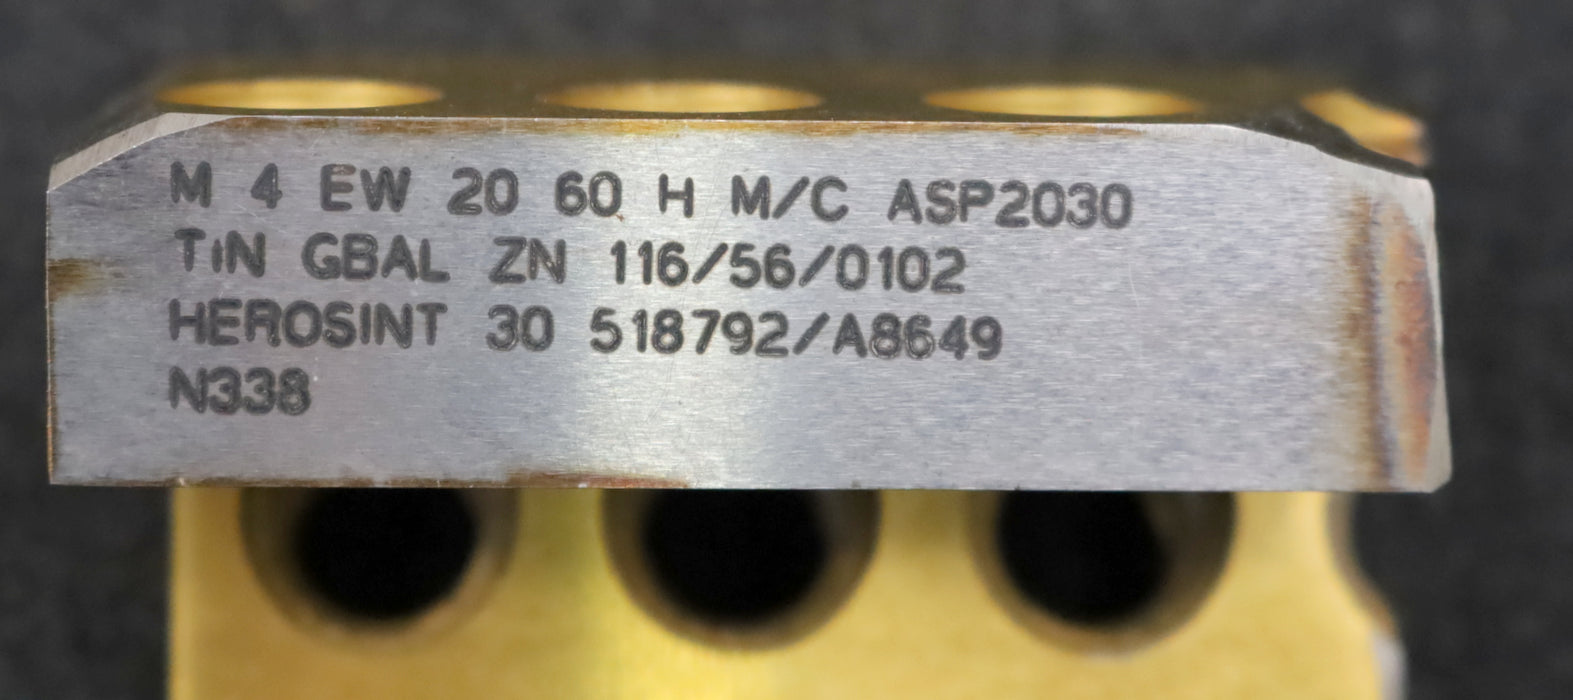 M 4 EW 20 60 H M/C ASP2030
TiN GBAL ZN 116/56/0102
HEROSINT 30 518792/A8649
N338